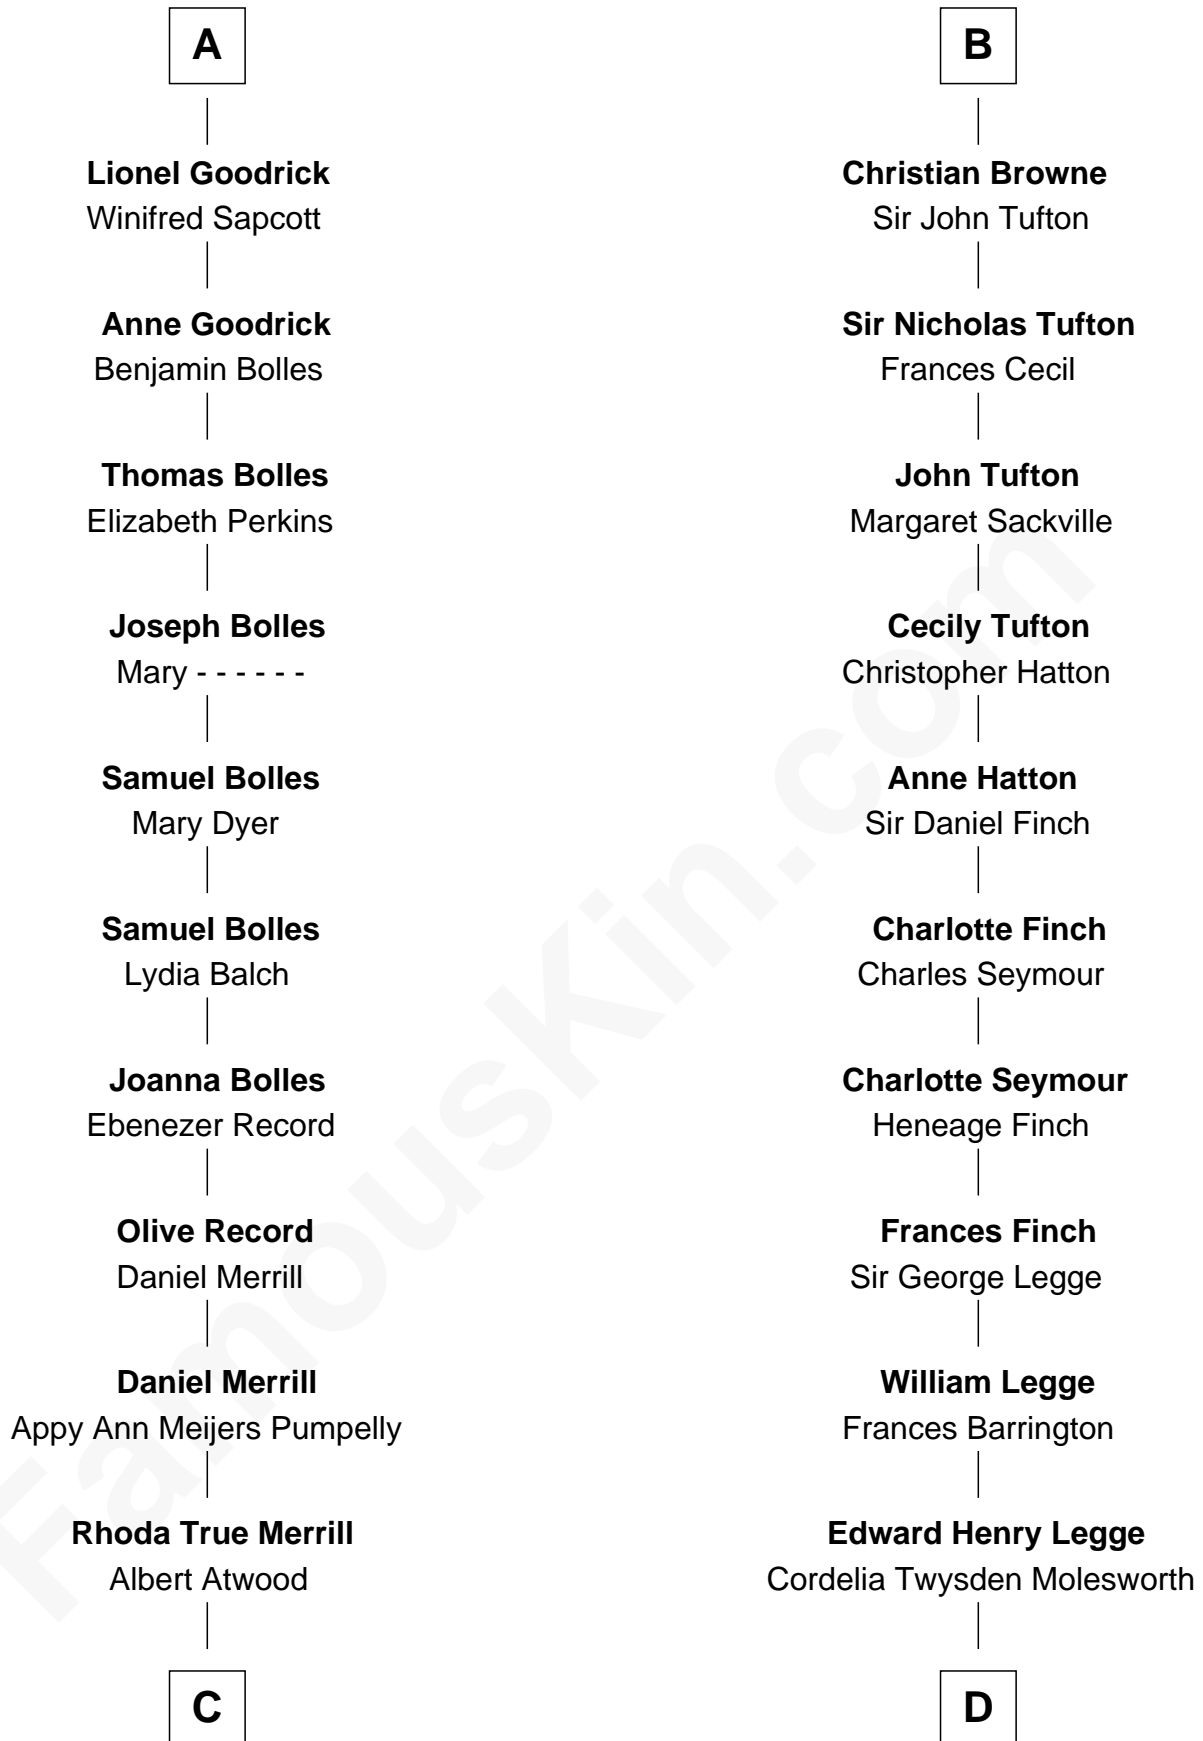 A
Lionel Goodrick
Winifred Sapcott
Anne Goodrick
Benjamin Bolles
Thomas Bolles
Elizabeth Perkins
Joseph Bolles
Mary - - - - - -
Samuel Bolles
Mary Dyer
Samuel Bolles
Lydia Balch
Joanna Bolles
Ebenezer Record
Olive Record
Daniel Merrill
Daniel Merrill
Appy Ann Meijers Pumpelly
Rhoda True Merrill
Albert Atwood
C
B
Christian Browne
Sir John Tufton
Sir Nicholas Tufton
Frances Cecil
John Tufton
Margaret Sackville
Cecily Tufton
Christopher Hatton
Anne Hatton
Sir Daniel Finch
Charlotte Finch
Charles Seymour
Charlotte Seymour
Heneage Finch
Frances Finch
Sir George Legge
William Legge
Frances Barrington
Edward Henry Legge
Cordelia Twysden Molesworth
D
FamousKin.com